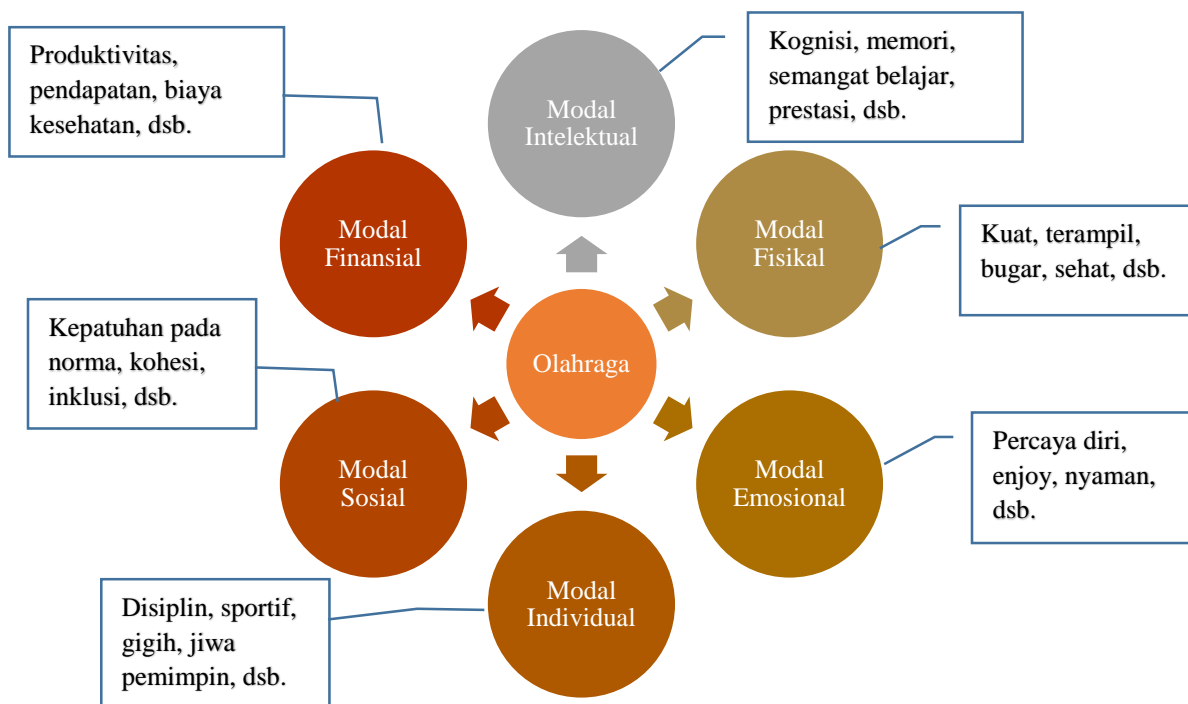 Produktivitas,
pendapatan, biaya
kesehatan, dsb.
Modal
Intelektual
Kognisi, memori,
semangat belajar,
prestasi, dsb.
Modal
Finansial
Modal
Fisikal
Kuat, terampil,
bugar, sehat, dsb.
Kepatuhan pada
norma, kohesi,
inklusi, dsb.
Olahraga
Modal
Sosial
Modal
Emosional
Percaya diri,
enjoy, nyaman,
dsb.
Disiplin, sportif,
gigih, jiwa
pemimpin, dsb.
Modal
Individual